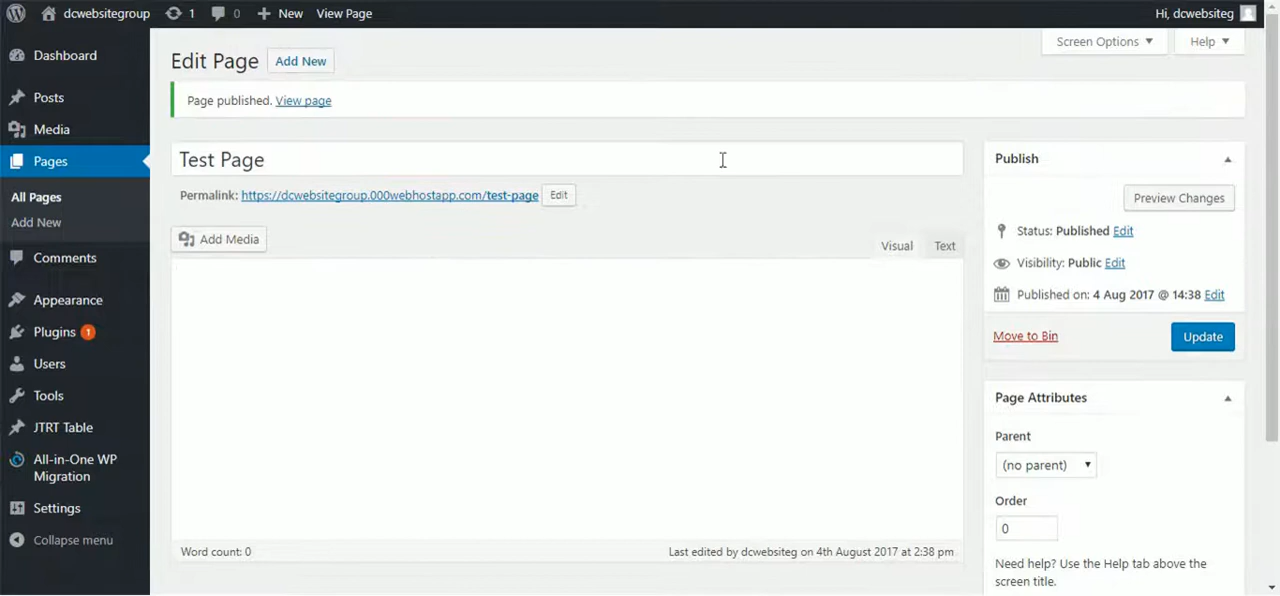 dcwebsitegroup 1 0 New View Page Hi, dcwebsiteg
Screen Options Help
Dashboard
Posts
Media
Pages
All Pages
Add New
Comments
Appearance
Plugins 1
Users
Tools
JTRT Table
All-in-One WP
Migration
Settings
Collapse menu
Edit Page Add New
Page published. View page
Test Page
Permalink: https://dcwebsitegroup.000webhostapp.com/test-page Edit
Add Media
Visual Text
Word count: 0 Last edited by dcwebsiteg on 4th August 2017 at 2:38 pm
Publish
Preview Changes
Status: Published Edit
Visibility: Public Edit
Published on: 4 Aug 2017 @ 14:38 Edit
Move to Bin Update
Page Attributes
Parent
(no parent)
Order
0
Need help? Use the Help tab above the
screen title.